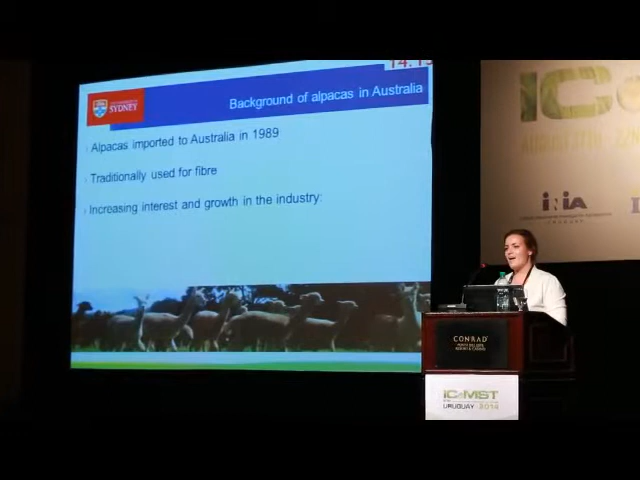 14:15
SYDNEY
Background of alpacas in Australia
Alpacas imported to Australia in 1989
Traditionally used for fibre
Increasing interest and growth in the industry:
IC
INIA
CONRAD
ICoMST
URUGUAY 2014